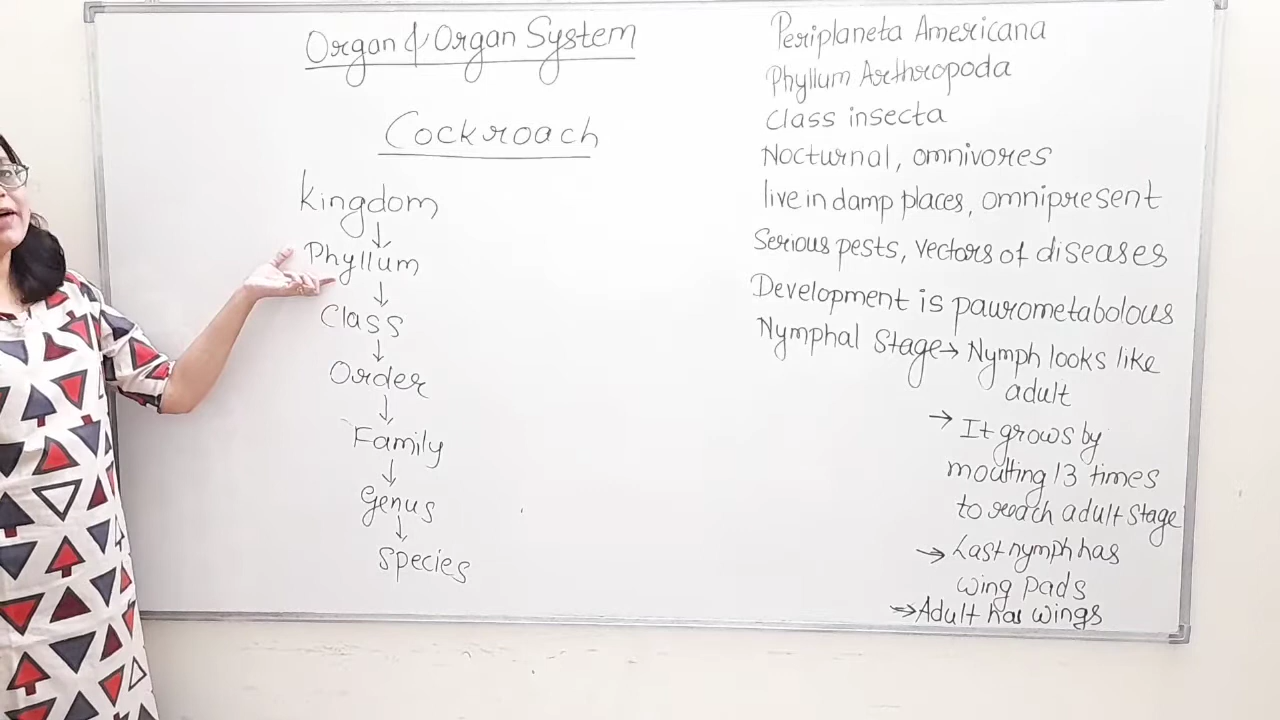 Organ & Organ System
Cockroach
Kingdom
↓
Phyllum
↓
Class
↓
Order
↓
Family
↓
Genus
↓
Species
Periplaneta Americana
Phyllum Arthropoda
Class insecta
Nocturnal, omnivores
live in damp places, omnipresent
Serious pests, vectors of diseases
Development is paurometabolous
Nymphal Stage → Nymph looks like
adult
→ It grows by
moulting 13 times
to reach adult stage
→ Last nymph has
wing pads
→ Adult has wings